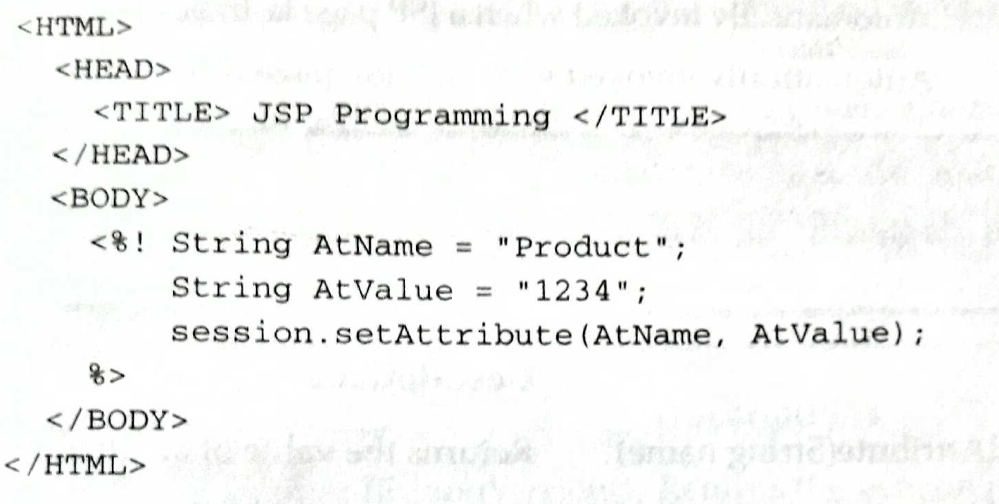 <HTML>
<HEAD>
<TITLE> JSP Programming </TITLE>
</HEAD>
<BODY>
<%! String AtName = "Product";
String AtValue = "1234";
session.setAttribute(AtName, AtValue);
%>
</BODY>
</HTML>